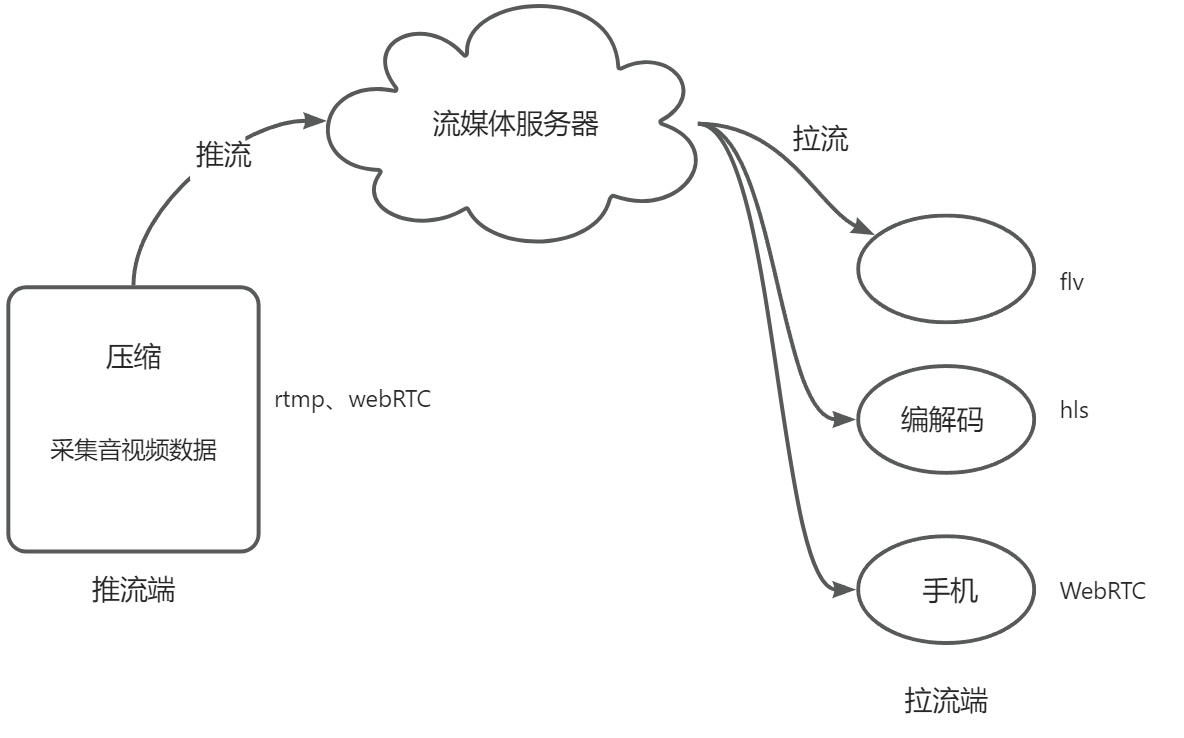 流媒体服务器
推流
拉流
压缩
采集音视频数据
rtmp、webRTC
推流端
flv
编解码
hls
手机
WebRTC
拉流端